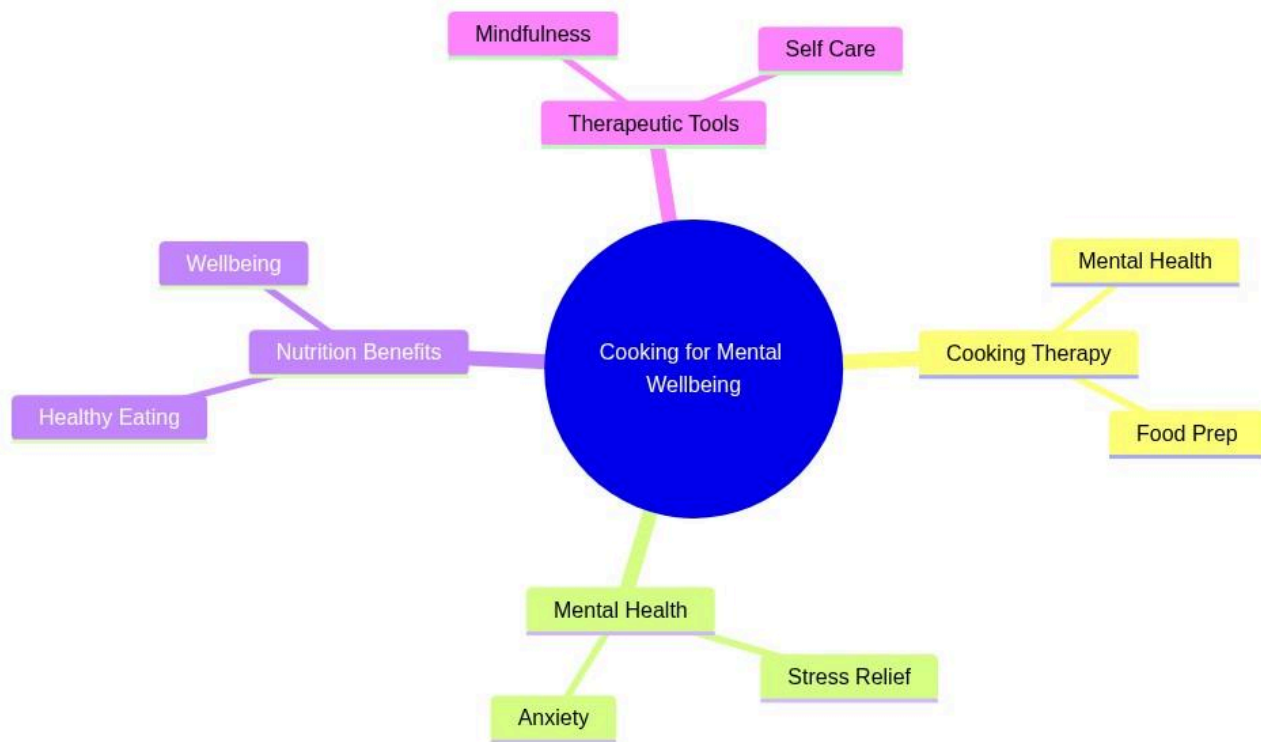 Mindfulness
Self Care
Therapeutic Tools
Wellbeing
Mental Health
Nutrition Benefits
Cooking for Mental
Wellbeing
Cooking Therapy
Healthy Eating
Food Prep
Mental Health
Stress Relief
Anxiety